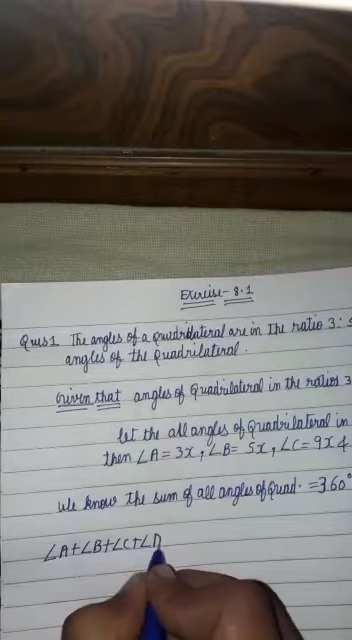 Exercise - 8.1
Ques1 The angles of a quadrilateral are in the ratio 3:
angles of the Quadrilateral.
Given that angles of Quadrilateral in the ratios 3
let the all angles of Quadrilateral in
then ∠A = 3x, ∠B = 5x, ∠C = 9x &
We know the sum of all angles of Quad. = 360°
∠A+∠B+∠C+∠D